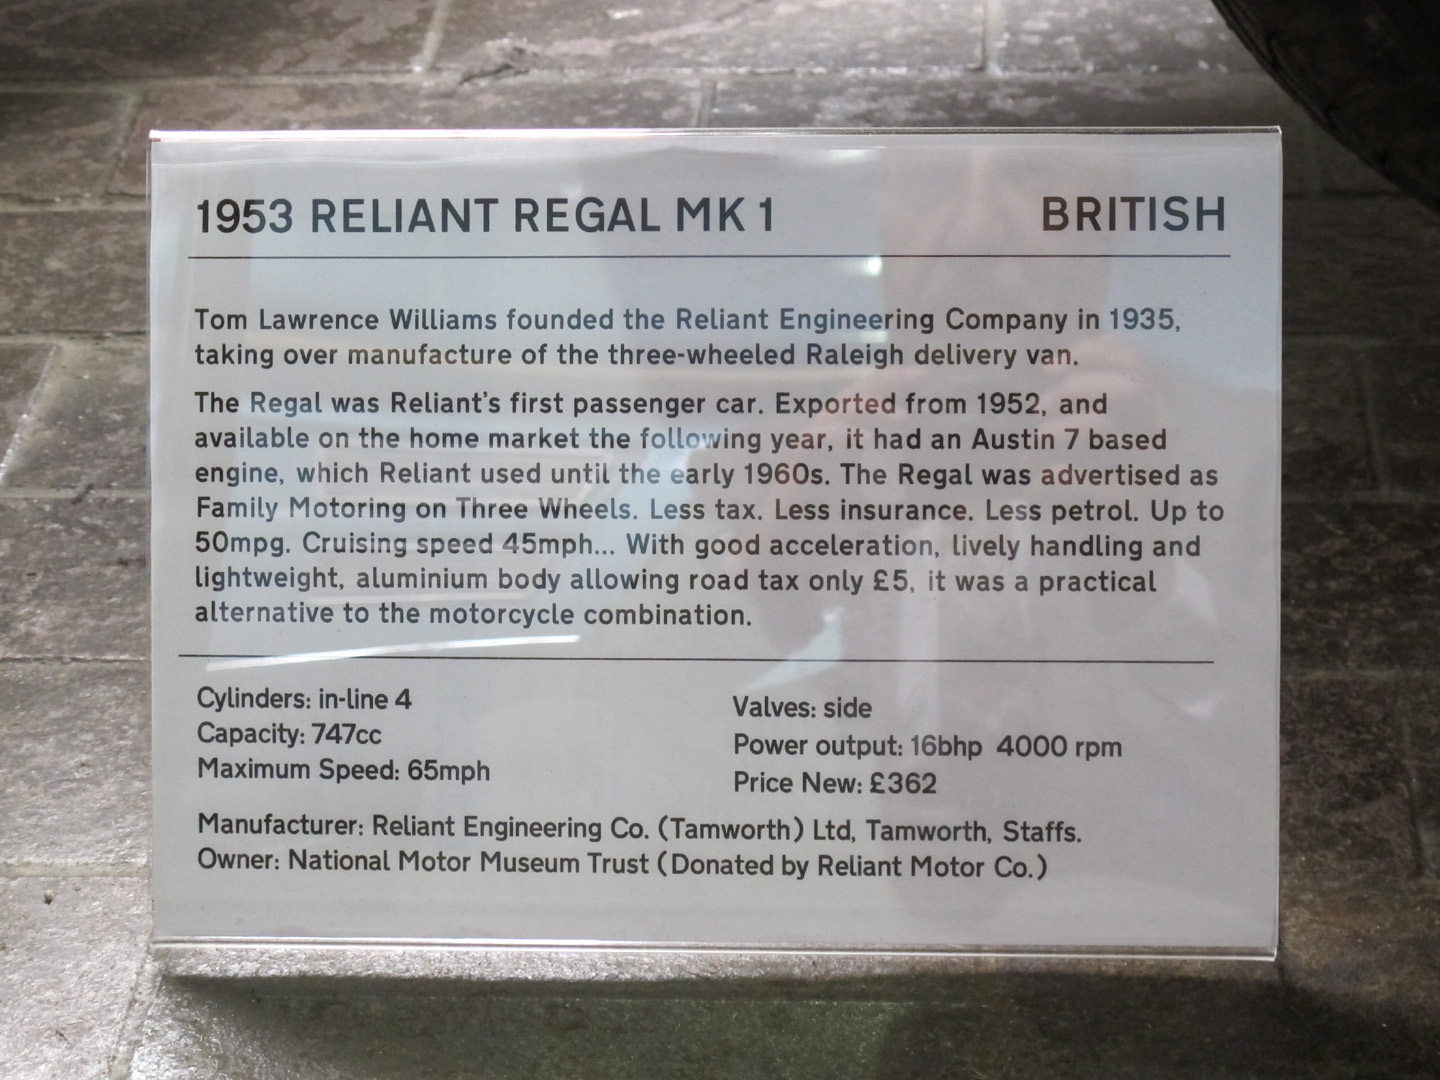 1953 RELIANT REGAL MK 1 BRITISH
Tom Lawrence Williams founded the Reliant Engineering Company in 1935,
taking over manufacture of the three-wheeled Raleigh delivery van.
The Regal was Reliant's first passenger car. Exported from 1952, and
available on the home market the following year, it had an Austin 7 based
engine, which Reliant used until the early 1960s. The Regal was advertised as
Family Motoring on Three Wheels. Less tax. Less insurance. Less petrol. Up to
50mpg. Cruising speed 45mph... With good acceleration, lively handling and
lightweight, aluminium body allowing road tax only £5, it was a practical
alternative to the motorcycle combination.
Cylinders: in-line 4
Capacity: 747cc
Maximum Speed: 65mph
Valves: side
Power output: 16bhp 4000 rpm
Price New: £362
Manufacturer: Reliant Engineering Co. (Tamworth) Ltd, Tamworth, Staffs.
Owner: National Motor Museum Trust (Donated by Reliant Motor Co.)